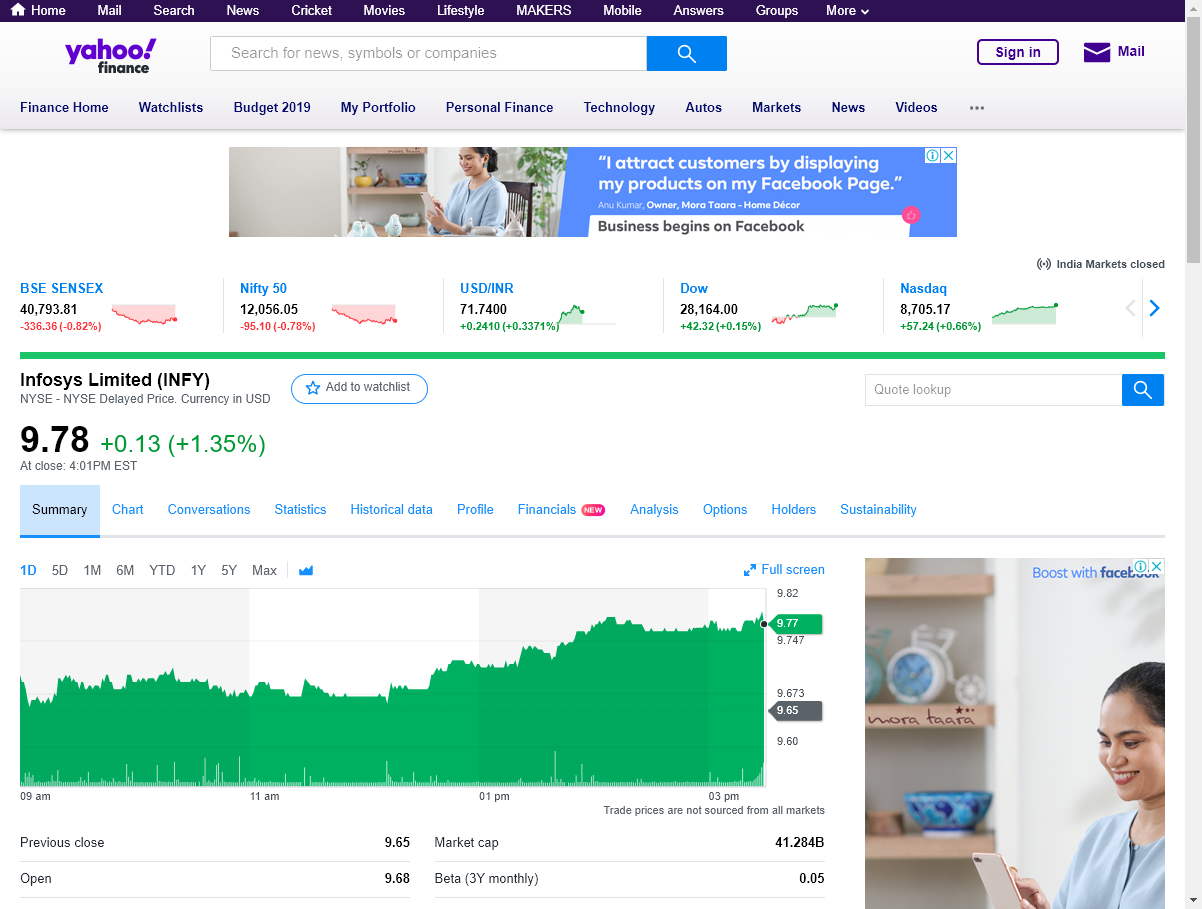 Home Mail Search News Cricket Movies Lifestyle MAKERS Mobile Answers Groups More
yahoo! finance
Search for news, symbols or companies
Sign in
Mail
Finance Home Watchlists Budget 2019 My Portfolio Personal Finance Technology Autos Markets News Videos
“I attract customers by displaying
my products on my Facebook Page.”
Anu Kumar, Owner, Mora Taara - Home Décor
Business begins on Facebook
India Markets closed
BSE SENSEX Nifty 50 USD/INR Dow Nasdaq
40,793.81 12,056.05 71.7400 28,164.00 8,705.17
-336.36 (-0.82%) -95.10 (-0.78%) +0.2410 (+0.3371%) +42.32 (+0.15%) +57.24 (+0.66%)
Infosys Limited (INFY)
NYSE - NYSE Delayed Price. Currency in USD
Add to watchlist
Quote lookup
9.78 +0.13 (+1.35%)
At close: 4:01PM EST
Summary Chart Conversations Statistics Historical data Profile Financials NEW Analysis Options Holders Sustainability
1D 5D 1M 6M YTD 1Y 5Y Max
Full screen
9.82
9.77
9.747
9.673
9.65
9.60
09 am 11 am 01 pm 03 pm
Trade prices are not sourced from all markets
Previous close 9.65 Market cap 41.284B
Open 9.68 Beta (3Y monthly) 0.05
Boost with facebook
mora taara